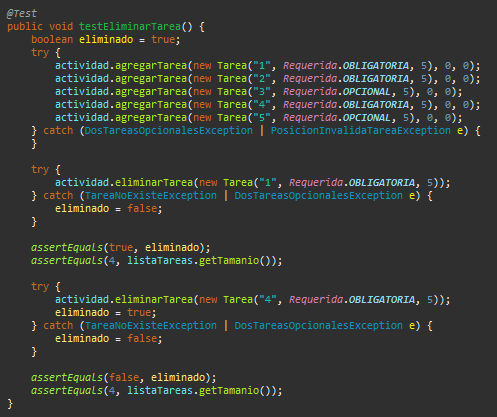 @Test
public void testEliminarTarea() {
    boolean eliminado = true;
    try {
        actividad.agregarTarea(new Tarea("1", Requerida.OBLIGATORIA, 5), 0, 0);
        actividad.agregarTarea(new Tarea("2", Requerida.OBLIGATORIA, 5), 0, 0);
        actividad.agregarTarea(new Tarea("3", Requerida.OPCIONAL, 5), 0, 0);
        actividad.agregarTarea(new Tarea("4", Requerida.OBLIGATORIA, 5), 0, 0);
        actividad.agregarTarea(new Tarea("5", Requerida.OPCIONAL, 5), 0, 0);
    } catch (DosTareasOpcionalesException | PosicionInvalidaTareaException e) {
    }

    try {
        actividad.eliminarTarea(new Tarea("1", Requerida.OBLIGATORIA, 5));
    } catch (TareaNoExisteException | DosTareasOpcionalesException e) {
        eliminado = false;
    }

    assertEquals(true, eliminado);
    assertEquals(4, listaTareas.getTamanio());

    try {
        actividad.eliminarTarea(new Tarea("4", Requerida.OBLIGATORIA, 5));
        eliminado = true;
    } catch (TareaNoExisteException | DosTareasOpcionalesException e) {
        eliminado = false;
    }

    assertEquals(false, eliminado);
    assertEquals(4, listaTareas.getTamanio());
}